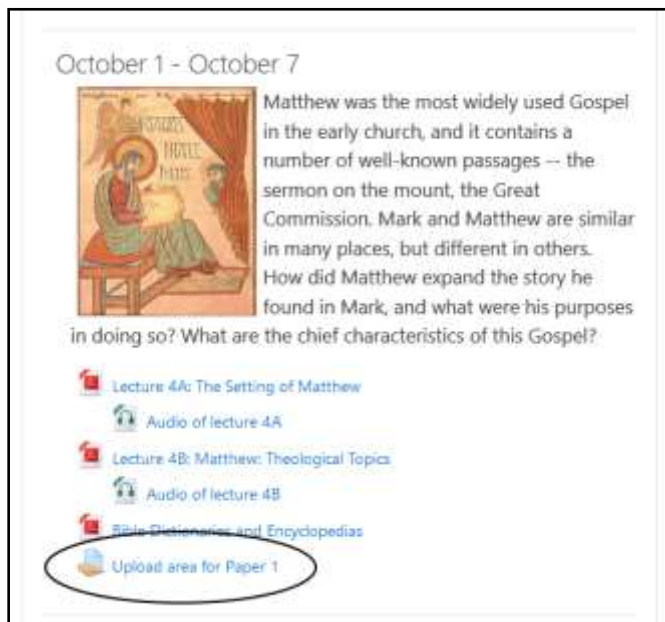 October 1 - October 7
Matthew was the most widely used Gospel
in the early church, and it contains a
number of well-known passages -- the
sermon on the mount, the Great
Commission. Mark and Matthew are similar
in many places, but different in others.
How did Matthew expand the story he
found in Mark, and what were his purposes
in doing so? What are the chief characteristics of this Gospel?
Lecture 4A: The Setting of Matthew
Audio of lecture 4A
Lecture 4B: Matthew: Theological Topics
Audio of lecture 4B
Bible Dictionaries and Encyclopedias
Upload area for Paper 1